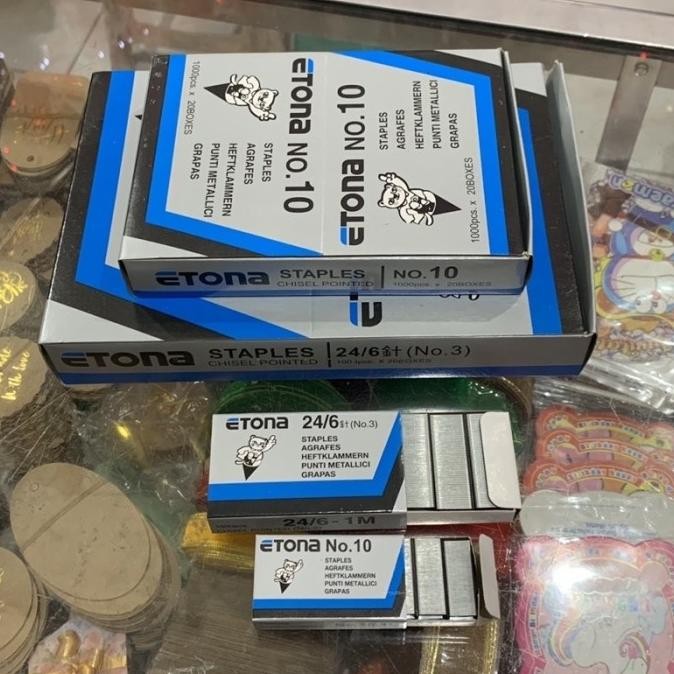 1000pcs. x 20BOXES
ETONA NO.10
STAPLES
AGRAFES
HEFTKLAMMERN
PUNTI METALLICI
GRAPAS
ETONA NO.10
STAPLES
AGRAFES
HEFTKLAMMERN
PUNTI METALLICI
GRAPAS
1000pcs. x 20BOXES
ETONA STAPLES NO.10
CHISEL POINTED 1000pcs x 20BOXES
ETONA STAPLES 24/6針(No.3)
CHISEL POINTED
ETONA 24/6針(No.3)
STAPLES
AGRAFES
HEFTKLAMMERN
PUNTI METALLICI
GRAPAS
24/6-1M
ETONA No.10
STAPLES
AGRAFES
HEFTKLAMMERN
PUNTI METALLICI
GRAPAS